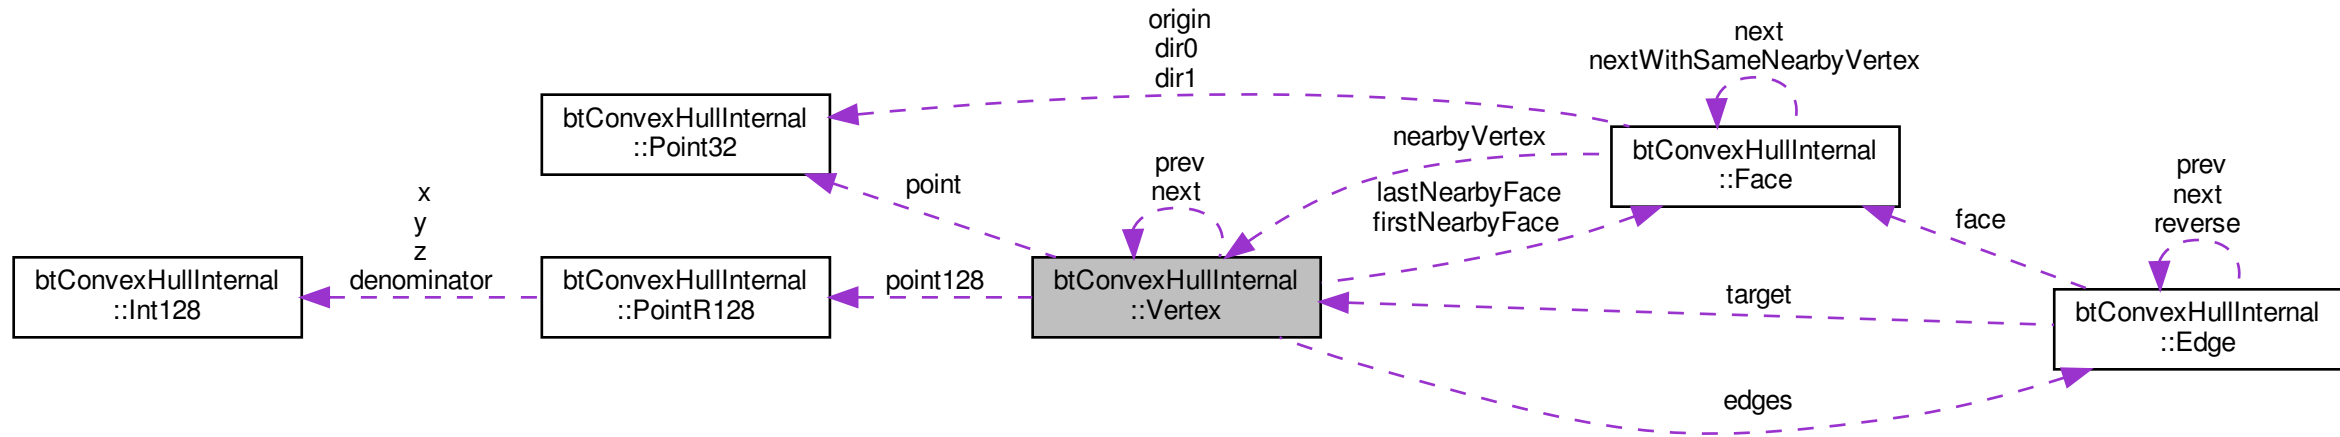 origin
dir0
dir1
next
nextWithSameNearbyVertex
btConvexHullInternal
::Point32
nearbyVertex
btConvexHullInternal
::Face
point
prev
next
lastNearbyFace
firstNearbyFace
prev
next
reverse
face
x
y
z
denominator
btConvexHullInternal
::Int128
btConvexHullInternal
::PointR128
point128
btConvexHullInternal
::Vertex
target
btConvexHullInternal
::Edge
edges